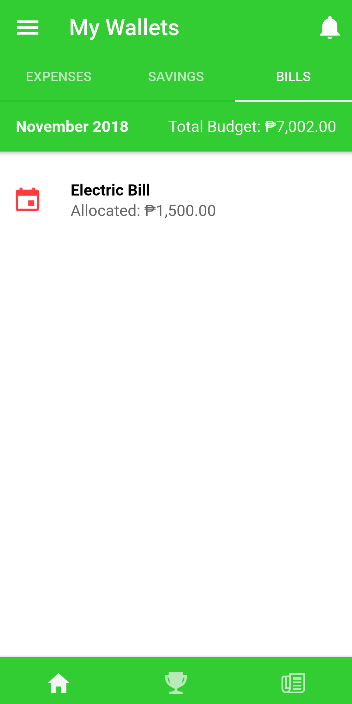 My Wallets
EXPENSES SAVINGS BILLS
November 2018 Total Budget: ₱7,002.00
Electric Bill
Allocated: ₱1,500.00